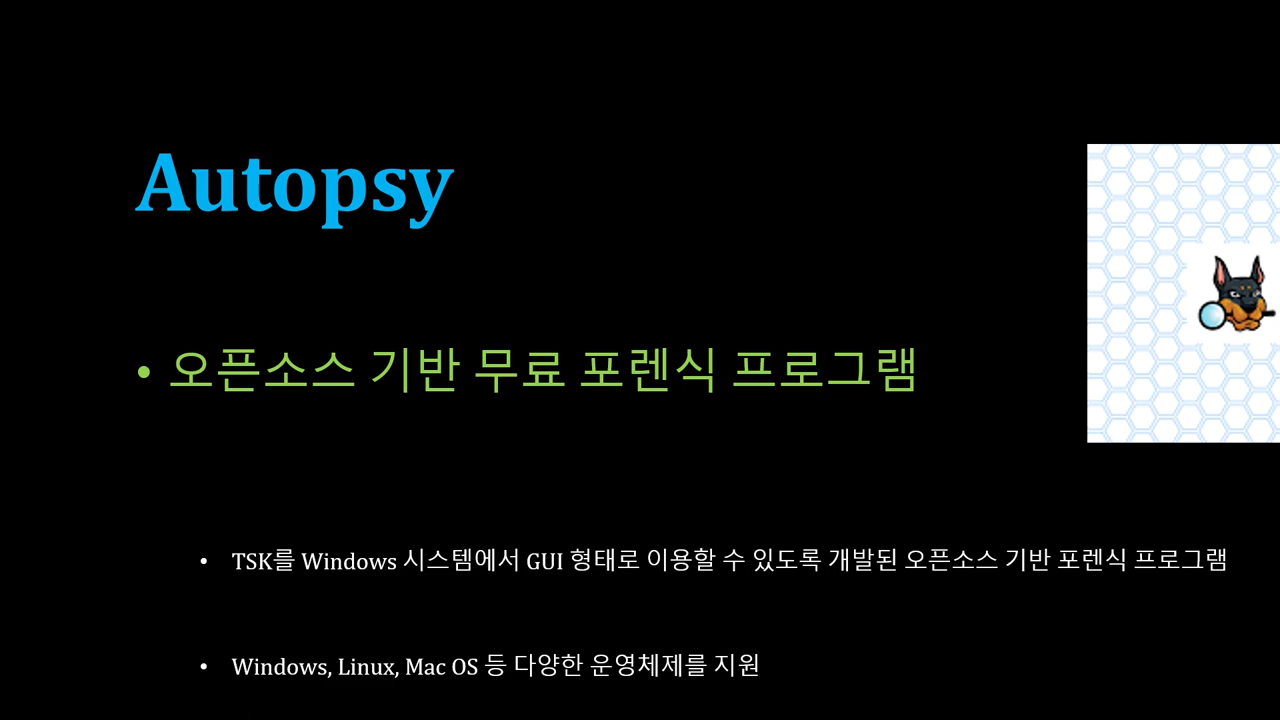 Autopsy
• 오픈소스 기반 무료 포렌식 프로그램
• TSK를 Windows 시스템에서 GUI 형태로 이용할 수 있도록 개발된 오픈소스 기반 포렌식 프로그램
• Windows, Linux, Mac OS 등 다양한 운영체제를 지원